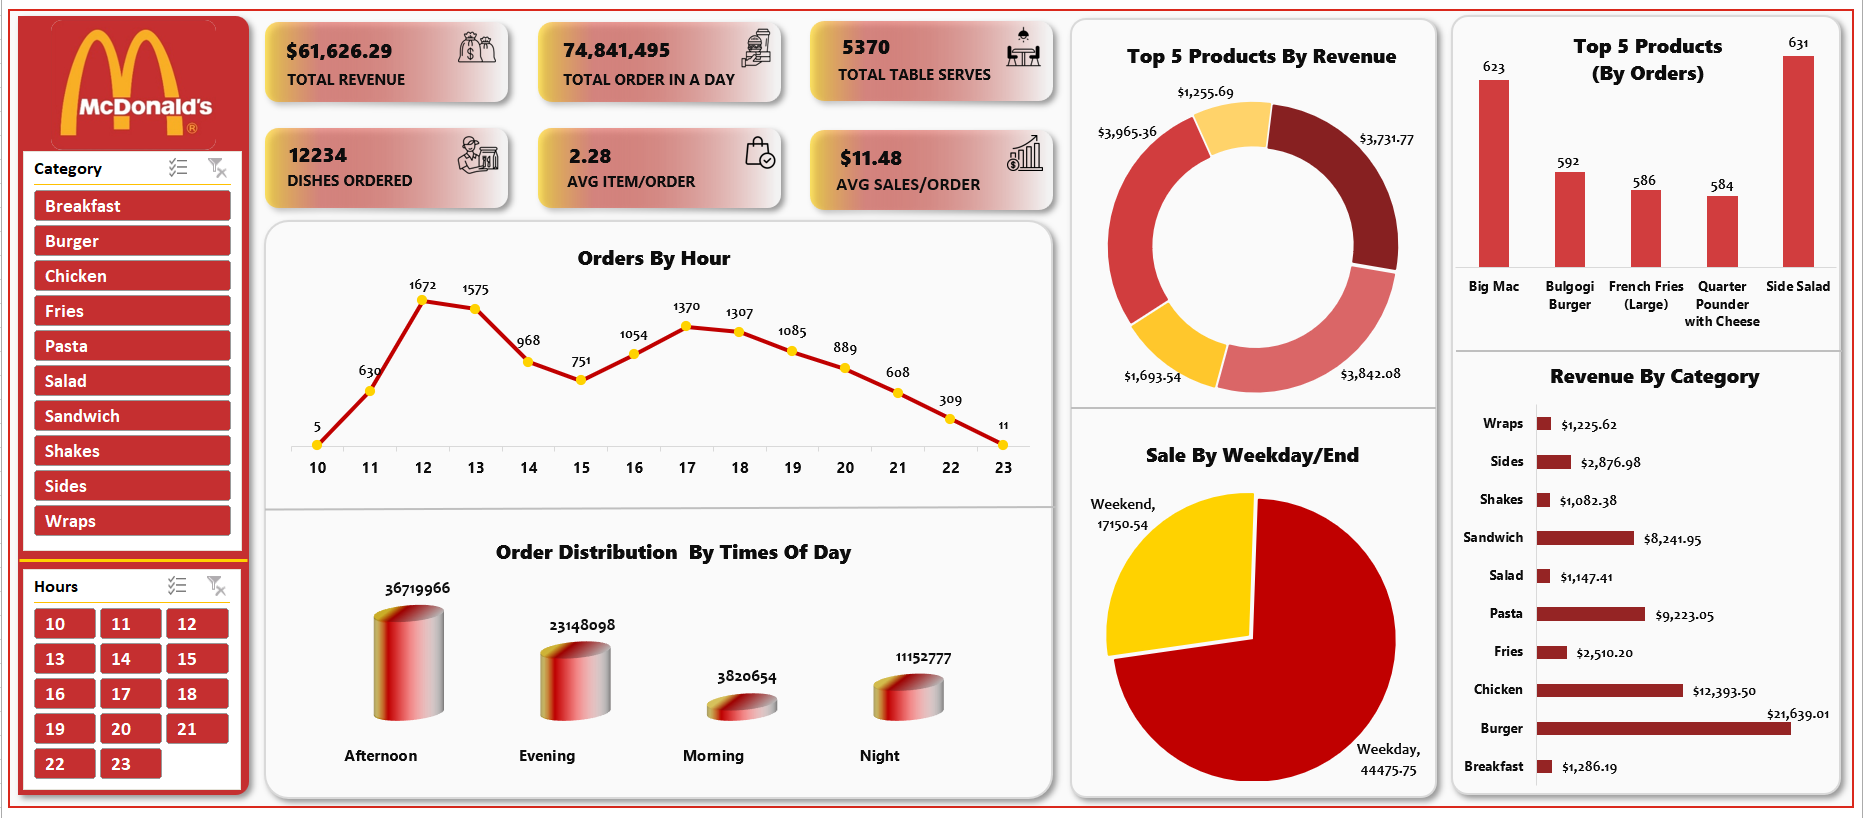 McDonald's
®
Category
Breakfast
Burger
Chicken
Fries
Pasta
Salad
Sandwich
Shakes
Sides
Wraps
Hours
10 11 12
13 14 15
16 17 18
19 20 21
22 23
$61,626.29
TOTAL REVENUE
74,841,495
TOTAL ORDER IN A DAY
5370
TOTAL TABLE SERVES
12234
DISHES ORDERED
2.28
AVG ITEM/ORDER
$11.48
AVG SALES/ORDER
Orders By Hour
5
630
1672
1575
968
751
1054
1370
1307
1085
889
608
309
11
10 11 12 13 14 15 16 17 18 19 20 21 22 23
Order Distribution  By Times Of Day
36719966
23148098
3820654
11152777
Afternoon
Evening
Morning
Night
Top 5 Products By Revenue
$1,255.69
$3,965.36
$3,731.77
$1,693.54
$3,842.08
Sale By Weekday/End
Weekend,
17150.54
Weekday,
44475.75
Top 5 Products
(By Orders)
623
592
586
584
631
Big Mac
Bulgogi
Burger
French Fries
(Large)
Quarter
Pounder
with Cheese
Side Salad
Revenue By Category
Wraps $1,225.62
Sides $2,876.98
Shakes $1,082.38
Sandwich $8,241.95
Salad $1,147.41
Pasta $9,223.05
Fries $2,510.20
Chicken $12,393.50
Burger $21,639.01
Breakfast $1,286.19